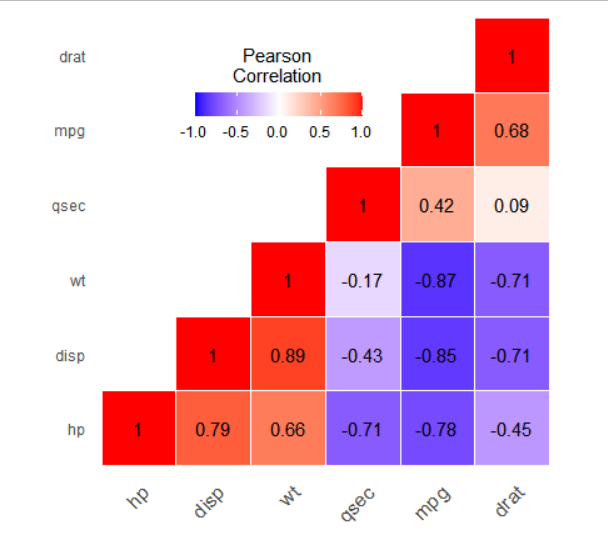 drat
1
Pearson
Correlation
-1.0 -0.5 0.0 0.5 1.0
mpg
1 0.68
qsec
1 0.42 0.09
wt
1 -0.17 -0.87 -0.71
disp
1 0.89 -0.43 -0.85 -0.71
hp
1 0.79 0.66 -0.71 -0.78 -0.45
hp disp wt qsec mpg drat